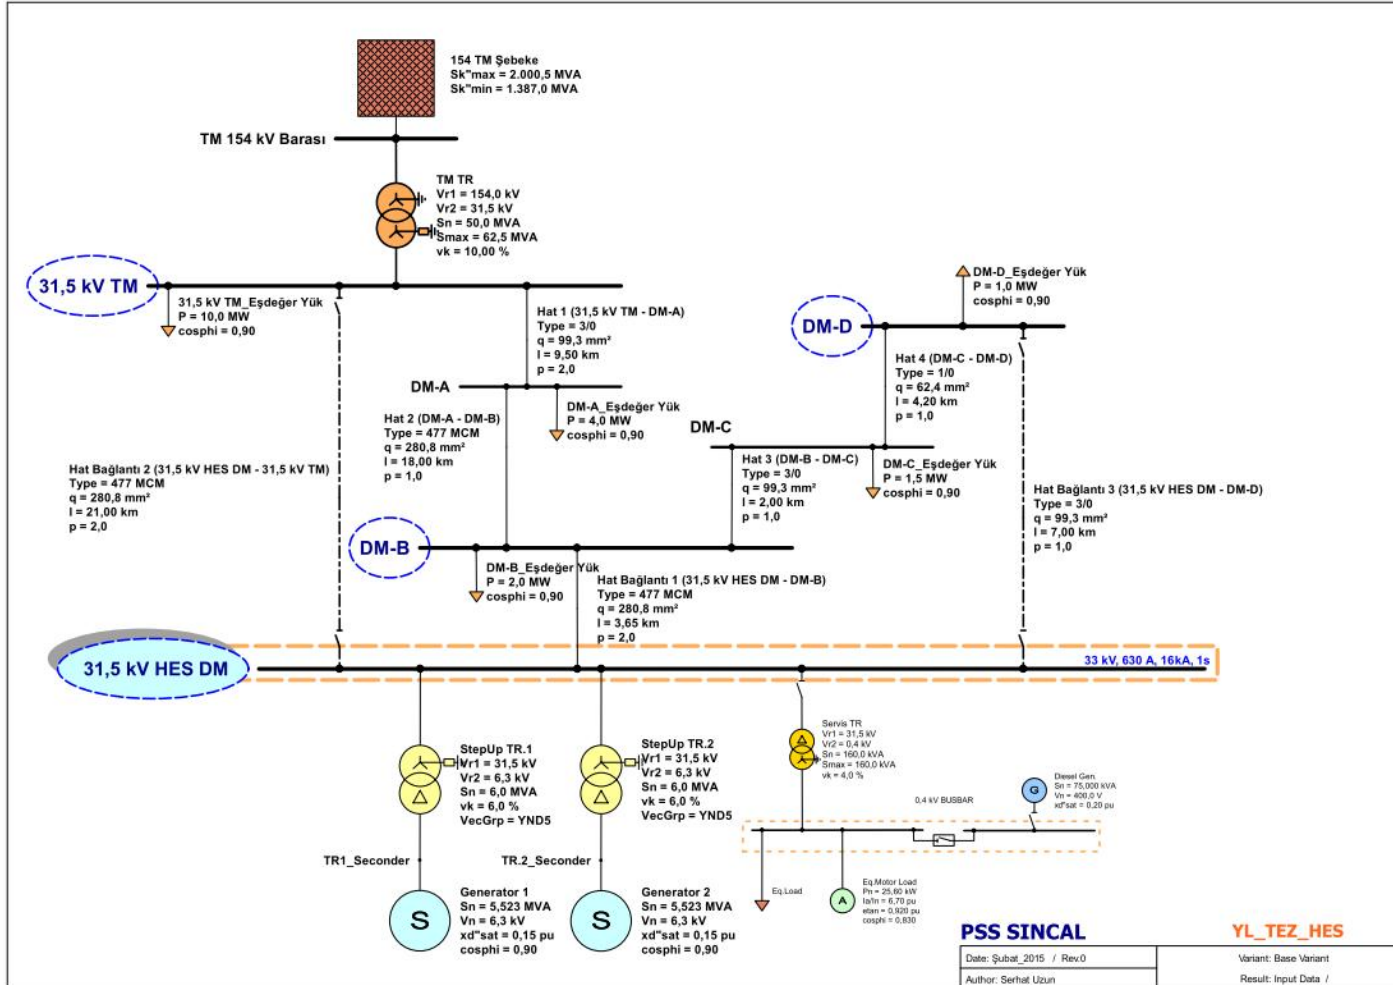 154 TM Şebeke
Sk"max = 2.000,5 MVA
Sk"min = 1.387,0 MVA
TM 154 kV Barası
TM TR
Vr1 = 154,0 kV
Vr2 = 31,5 kV
Sn = 50,0 MVA
Smax = 62,5 MVA
vk = 10,00 %
31,5 kV TM
31,5 kV TM_Eşdeğer Yük
P = 10,0 MW
cosphi = 0,90
Hat 1 (31,5 kV TM - DM-A)
Type = 3/0
q = 99,3 mm²
l = 9,50 km
p = 2,0
DM-D_Eşdeğer Yük
P = 1,0 MW
cosphi = 0,90
DM-D
Hat 4 (DM-C - DM-D)
Type = 1/0
q = 62,4 mm²
l = 4,20 km
p = 1,0
DM-A
DM-A_Eşdeğer Yük
P = 4,0 MW
cosphi = 0,90
Hat 2 (DM-A - DM-B)
Type = 477 MCM
q = 280,8 mm²
l = 18,00 km
p = 1,0
DM-C
Hat 3 (DM-B - DM-C)
Type = 3/0
q = 99,3 mm²
l = 2,00 km
p = 1,0
DM-C_Eşdeğer Yük
P = 1,5 MW
cosphi = 0,90
Hat Bağlantı 2 (31,5 kV HES DM - 31,5 kV TM)
Type = 477 MCM
q = 280,8 mm²
l = 21,00 km
p = 2,0
Hat Bağlantı 3 (31,5 kV HES DM - DM-D)
Type = 3/0
q = 99,3 mm²
l = 7,00 km
p = 1,0
DM-B
DM-B_Eşdeğer Yük
P = 2,0 MW
cosphi = 0,90
Hat Bağlantı 1 (31,5 kV HES DM - DM-B)
Type = 477 MCM
q = 280,8 mm²
l = 3,65 km
p = 2,0
31,5 kV HES DM
33 kV, 630 A, 16kA, 1s
StepUp TR.1
Vr1 = 31,5 kV
Vr2 = 6,3 kV
Sn = 6,0 MVA
vk = 6,0 %
VecGrp = YND5
StepUp TR.2
Vr1 = 31,5 kV
Vr2 = 6,3 kV
Sn = 6,0 MVA
vk = 6,0 %
VecGrp = YND5
Servis TR
Vr1 = 31,5 kV
Vr2 = 0,4 kV
Sn = 160,0 kVA
Smax = 160,0 kVA
vk = 4,0 %
Diesel Gen.
Sn = 75,000 kVA
Vn = 400,0 V
xd"sat = 0,20 pu
G
0,4 kV BUSBAR
TR1_Seconder
TR.2_Seconder
Generator 1
Sn = 5,523 MVA
Vn = 6,3 kV
xd"sat = 0,15 pu
cosphi = 0,90
S
Generator 2
Sn = 5,523 MVA
Vn = 6,3 kV
xd"sat = 0,15 pu
cosphi = 0,90
S
Eq.Load
A
Eq.Motor Load
Pn = 25,60 kW
Ia/In = 6,70 pu
etan = 0,920 pu
cosphi = 0,830
PSS SINCAL
YL_TEZ_HES
Date: Şubat_2015 / Rev.0
Variant: Base Variant
Author: Serhat Uzun
Result: Input Data /